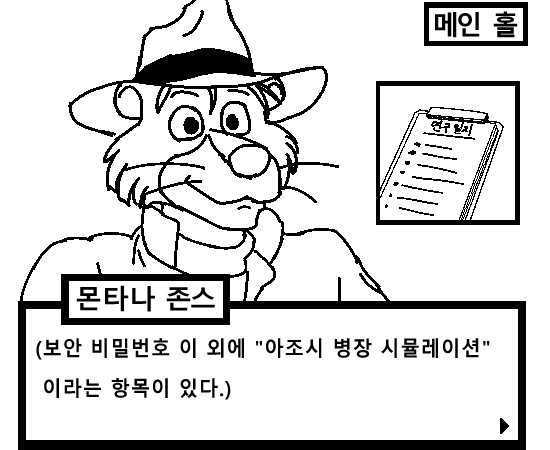 메인 홀
연구 일지
몬타나 존스
(보안 비밀번호 이 외에 "아조시 병장 시뮬레이션"
이라는 항목이 있다.)